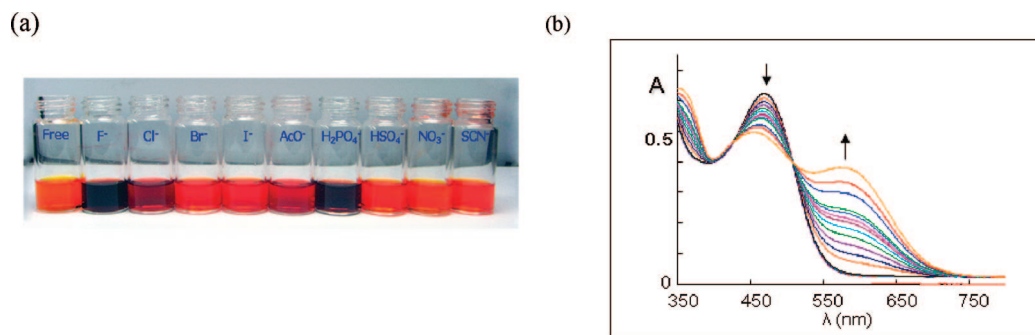 (a)
Free F⁻ Cl⁻ Br⁻ I⁻ AcO⁻ H₂PO₄⁻ HSO₄⁻ NO₃⁻ SCN⁻
(b)
A
0.5
0
350 450 550 650 750
λ (nm)